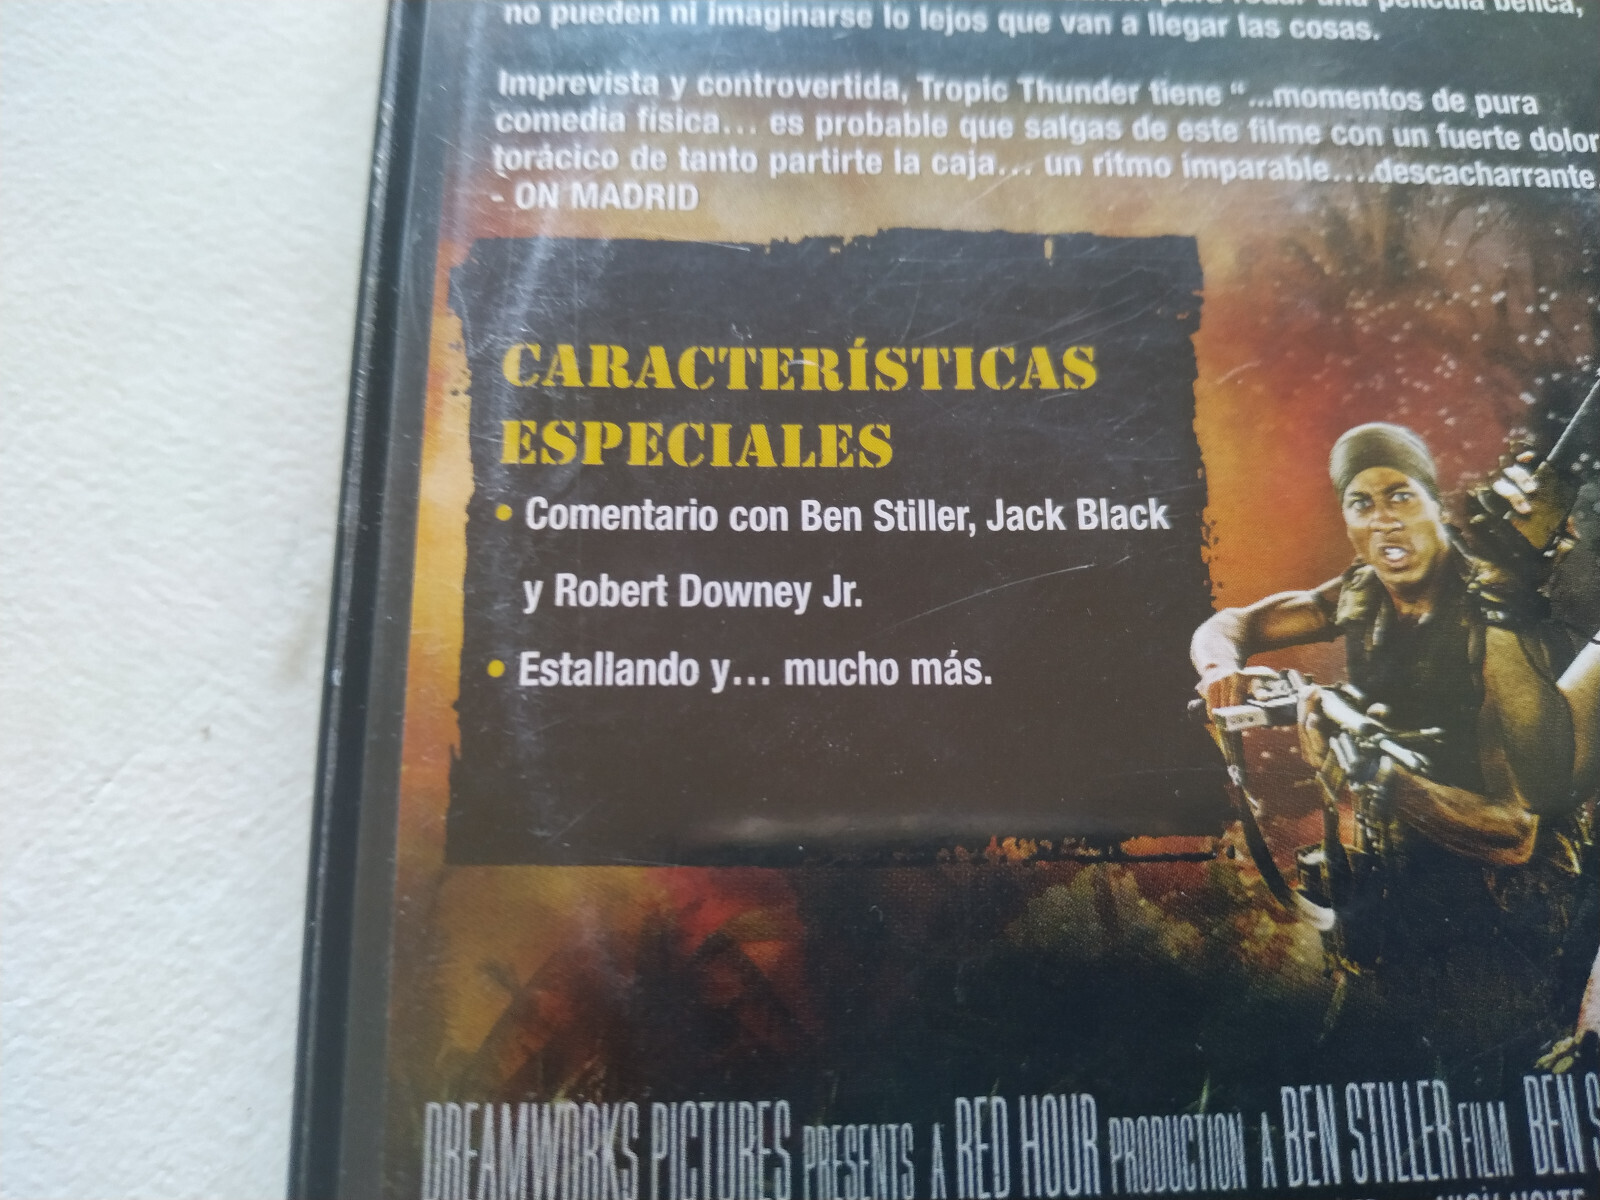 película bélica,
no pueden ni imaginarse lo lejos que van a llegar las cosas.
Imprevista y controvertida, Tropic Thunder tiene “...momentos de pura
comedia física... es probable que salgas de este filme con un fuerte dolor
torácico de tanto partirte la caja... un ritmo imparable....descacharrante
- ON MADRID
CARACTERÍSTICAS
ESPECIALES
• Comentario con Ben Stiller, Jack Black
y Robert Downey Jr.
• Estallando y... mucho más.
DREAMWORKS PICTURES PRESENTS A RED HOUR PRODUCTION A BEN STILLER FILM BEN